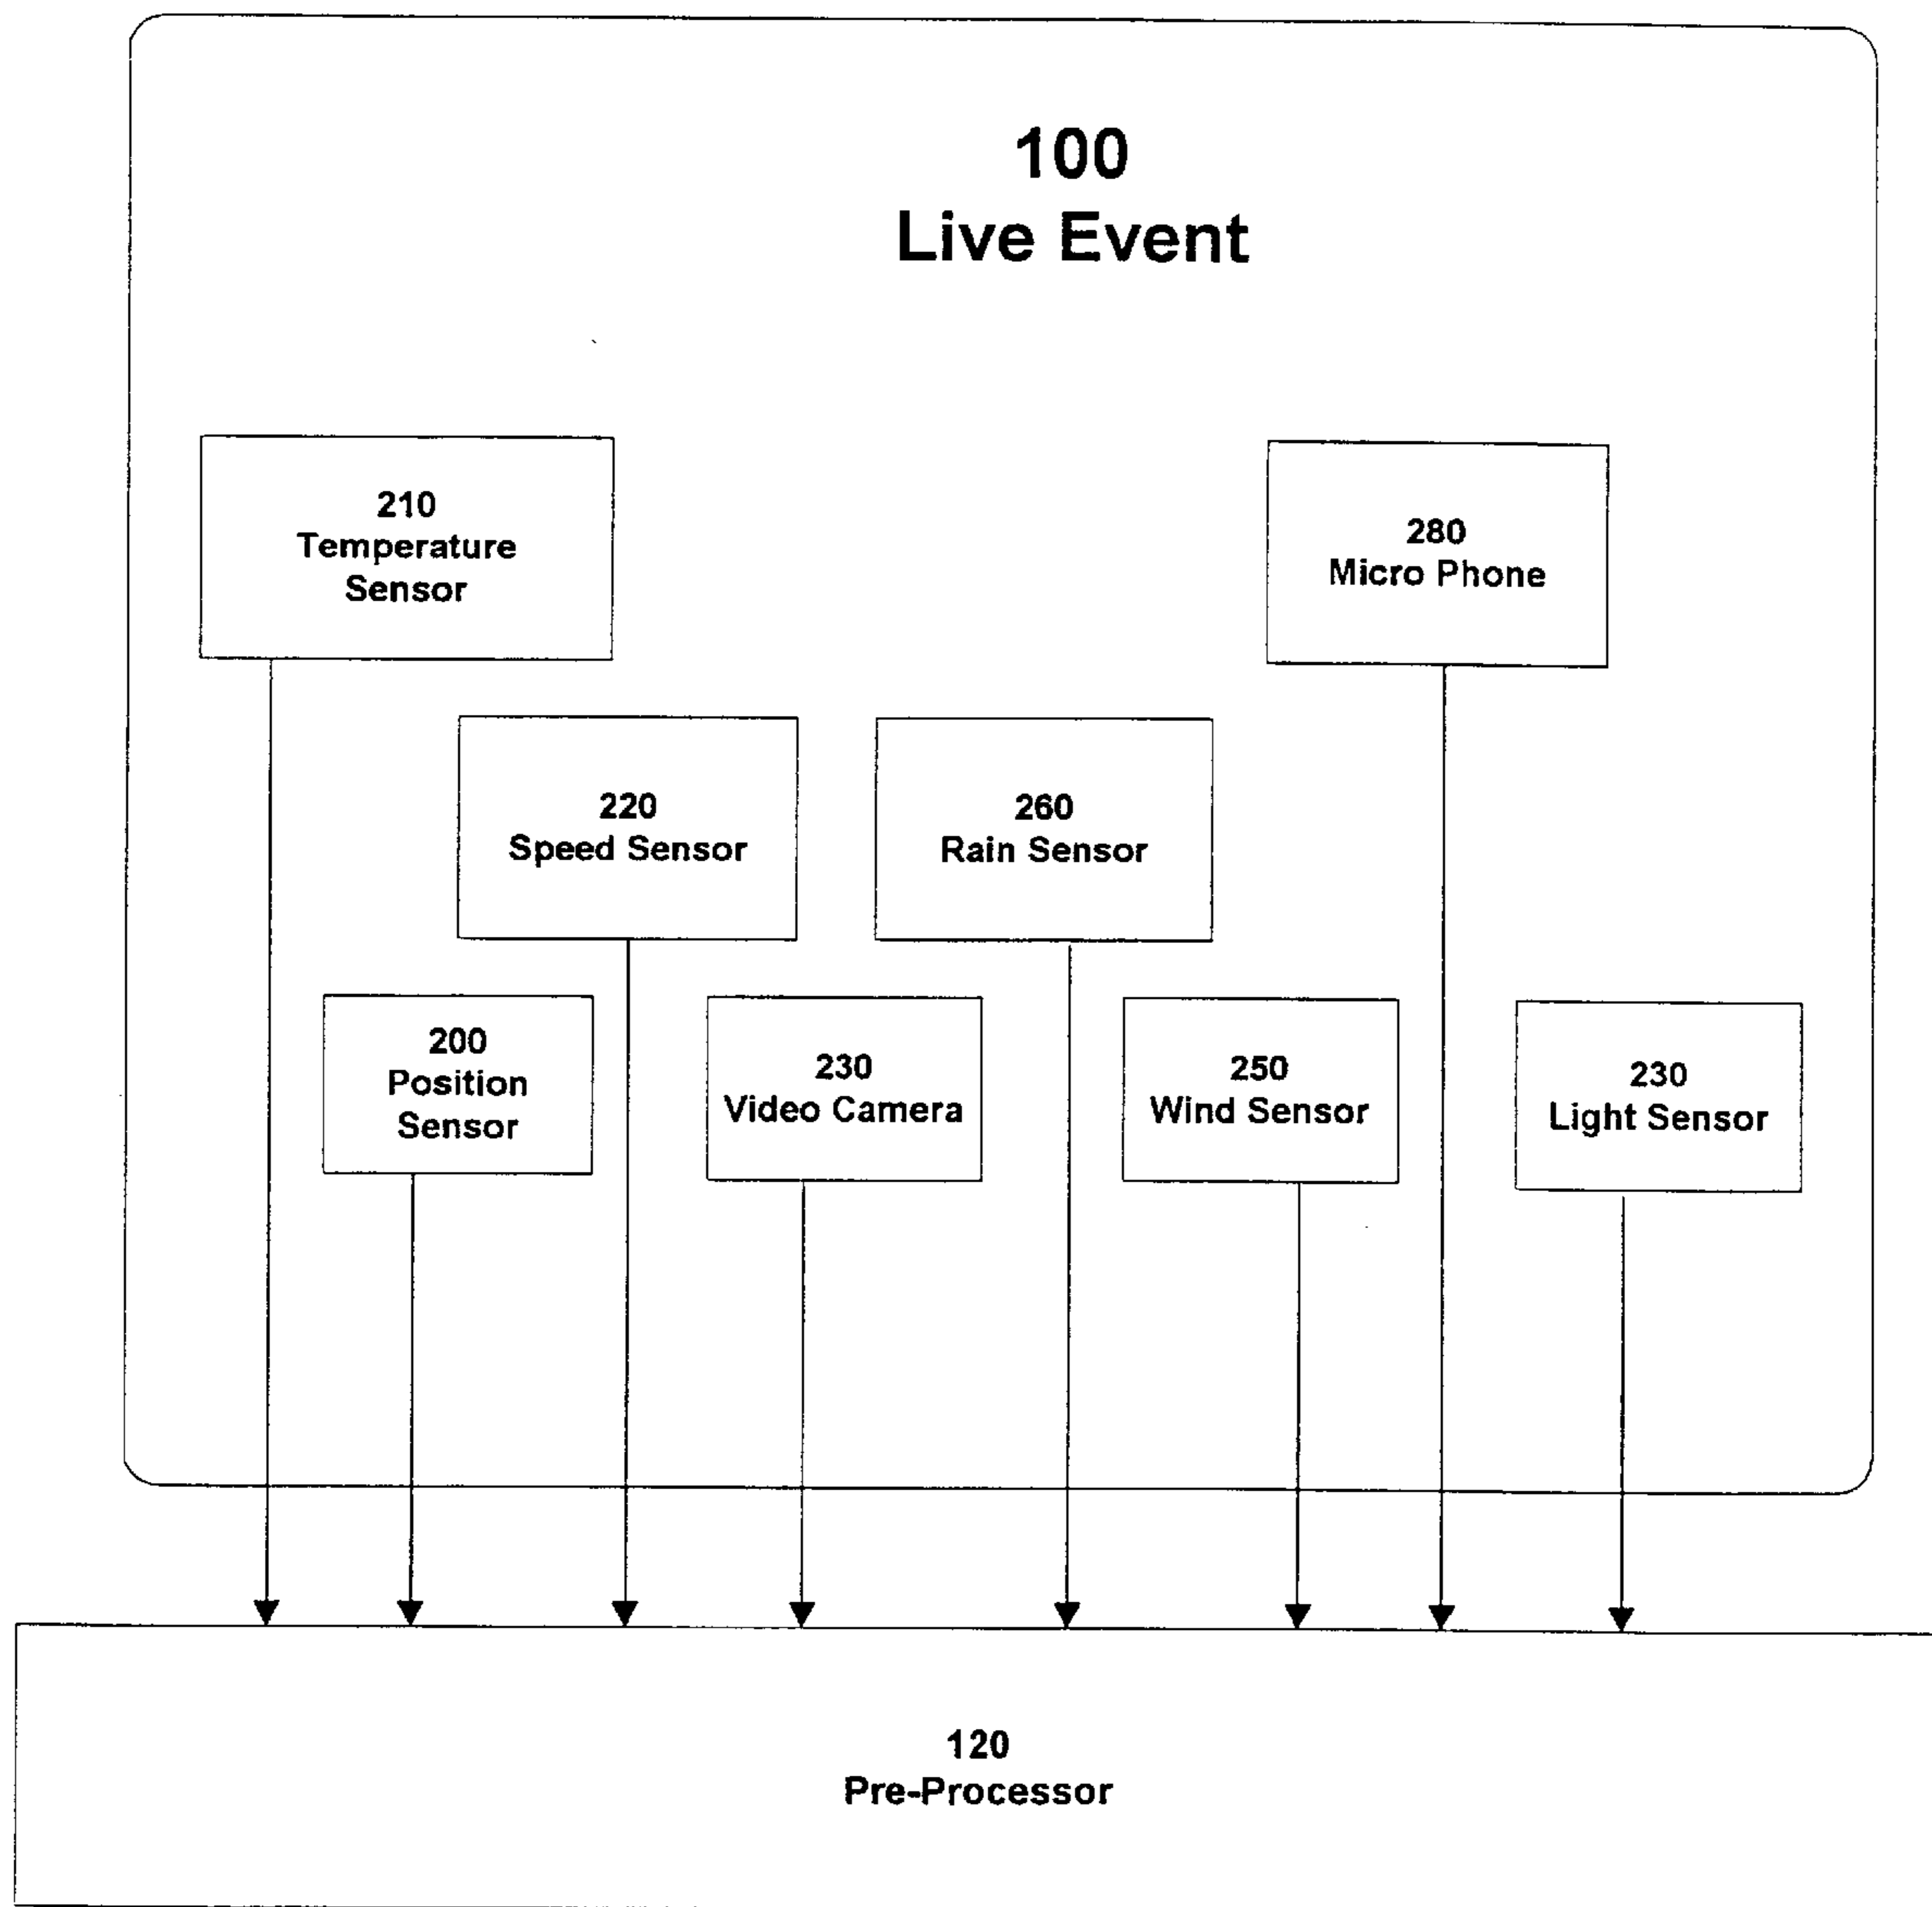 100
Live Event
210
Temperature
Sensor
280
Micro Phone
220
Speed Sensor
260
Rain Sensor
200
Position
Sensor
230
Video Camera
250
Wind Sensor
230
Light Sensor
120
Pre-Processor